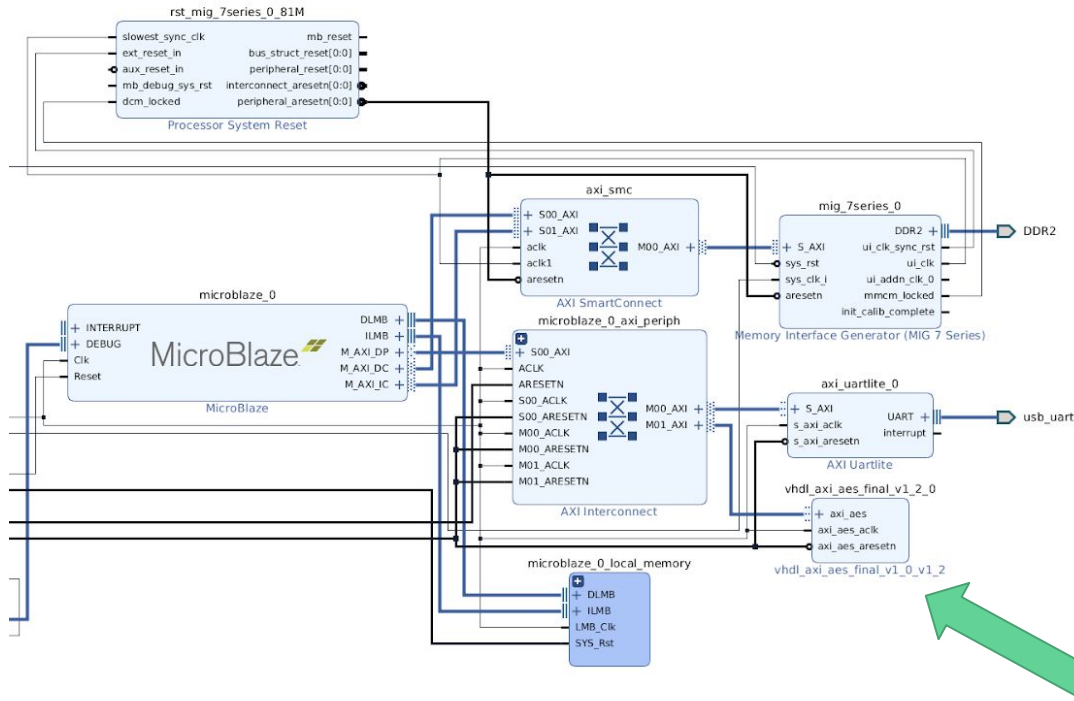 rst_mig_7series_0_81M
slowest_sync_clk
mb_reset
ext_reset_in
bus_struct_reset[0:0]
aux_reset_in
peripheral_reset[0:0]
mb_debug_sys_rst
interconnect_aresetn[0:0]
dcm_locked
peripheral_aresetn[0:0]
Processor System Reset
axi_smc
S00_AXI
S01_AXI
aclk
aclk1
aresetn
M00_AXI
AXI SmartConnect
mig_7series_0
S_AXI
sys_rst
sys_clk_i
aresetn
DDR2
ui_clk_sync_rst
ui_clk
ui_addn_clk_0
mmcm_locked
init_calib_complete
Memory Interface Generator (MIG 7 Series)
DDR2
microblaze_0
INTERRUPT
DEBUG
Clk
Reset
MicroBlaze
DLMB
ILMB
M_AXI_DP
M_AXI_DC
M_AXI_IC
MicroBlaze
microblaze_0_axi_periph
S00_AXI
ACLK
ARESETN
S00_ACLK
S00_ARESETN
M00_ACLK
M00_ARESETN
M01_ACLK
M01_ARESETN
M00_AXI
M01_AXI
AXI Interconnect
axi_uartlite_0
S_AXI
s_axi_aclk
s_axi_aresetn
UART
interrupt
AXI Uartlite
usb_uart
vhdl_axi_aes_final_v1_2_0
axi_aes
axi_aes_aclk
axi_aes_aresetn
vhdl_axi_aes_final_v1_0_v1_2
microblaze_0_local_memory
DLMB
ILMB
LMB_Clk
SYS_Rst